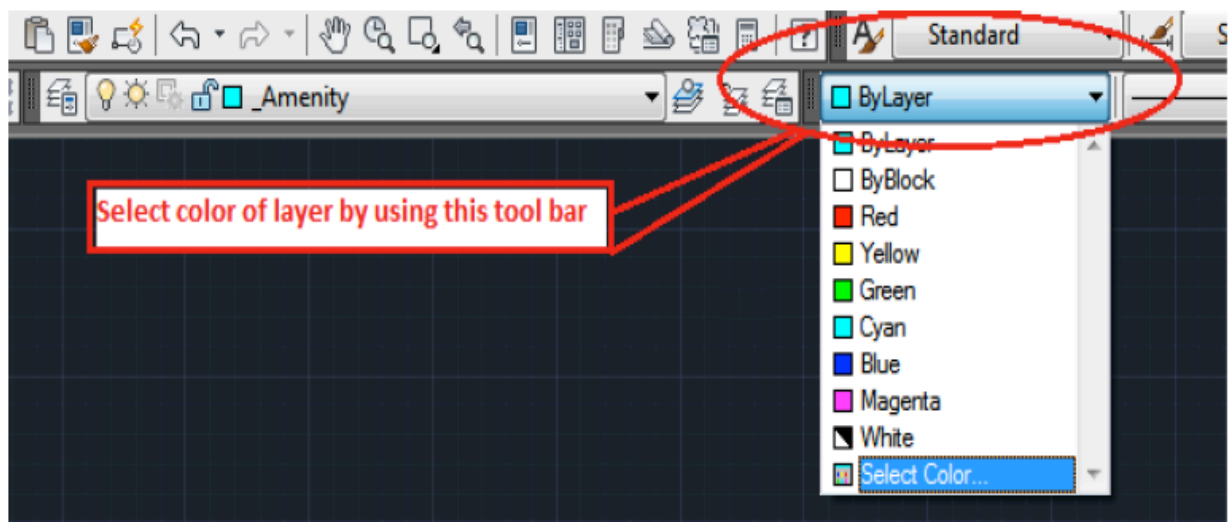 Standard
S
_Amenity
ByLayer
Select color of layer by using this tool bar
ByLayer
ByBlock
Red
Yellow
Green
Cyan
Blue
Magenta
White
Select Color...